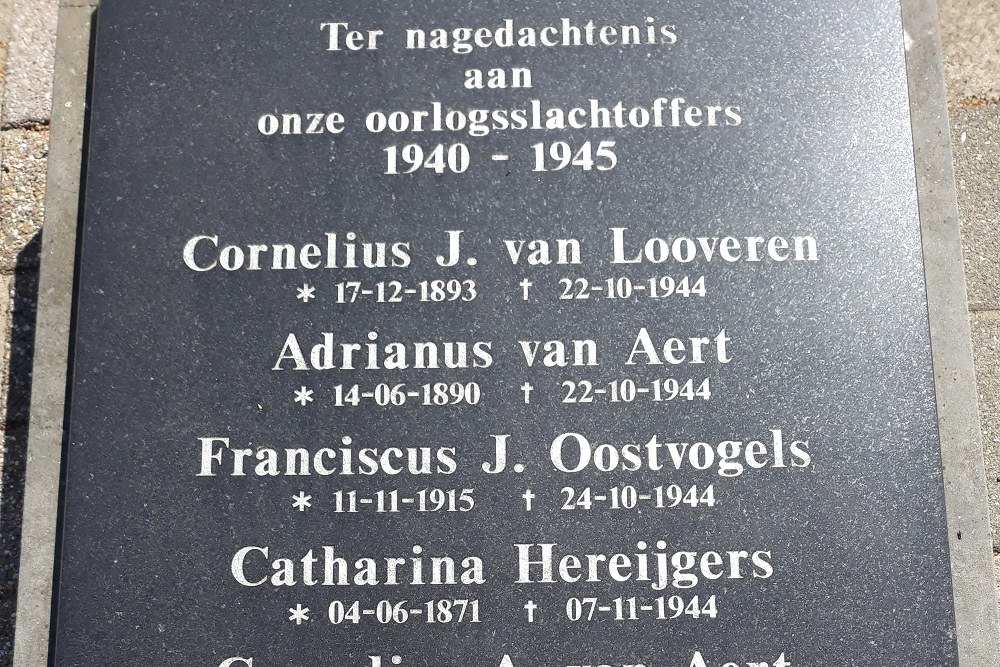 Ter nagedachtenis
aan
onze oorlogsslachtoffers
1940 - 1945
Cornelius J. van Looveren
* 17-12-1893 † 22-10-1944
Adrianus van Aert
* 14-06-1890 † 22-10-1944
Franciscus J. Oostvogels
* 11-11-1915 † 24-10-1944
Catharina Hereijgers
* 04-06-1871 † 07-11-1944
A. van Aert